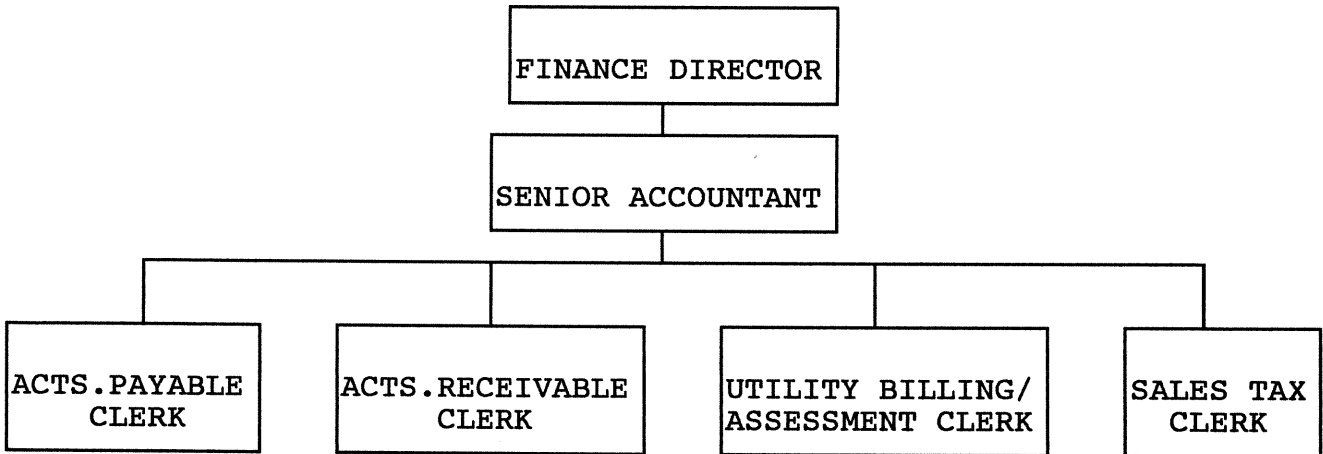 FINANCE DIRECTOR
SENIOR ACCOUNTANT
ACTS.PAYABLE
CLERK
ACTS.RECEIVABLE
CLERK
UTILITY BILLING/
ASSESSMENT CLERK
SALES TAX
CLERK